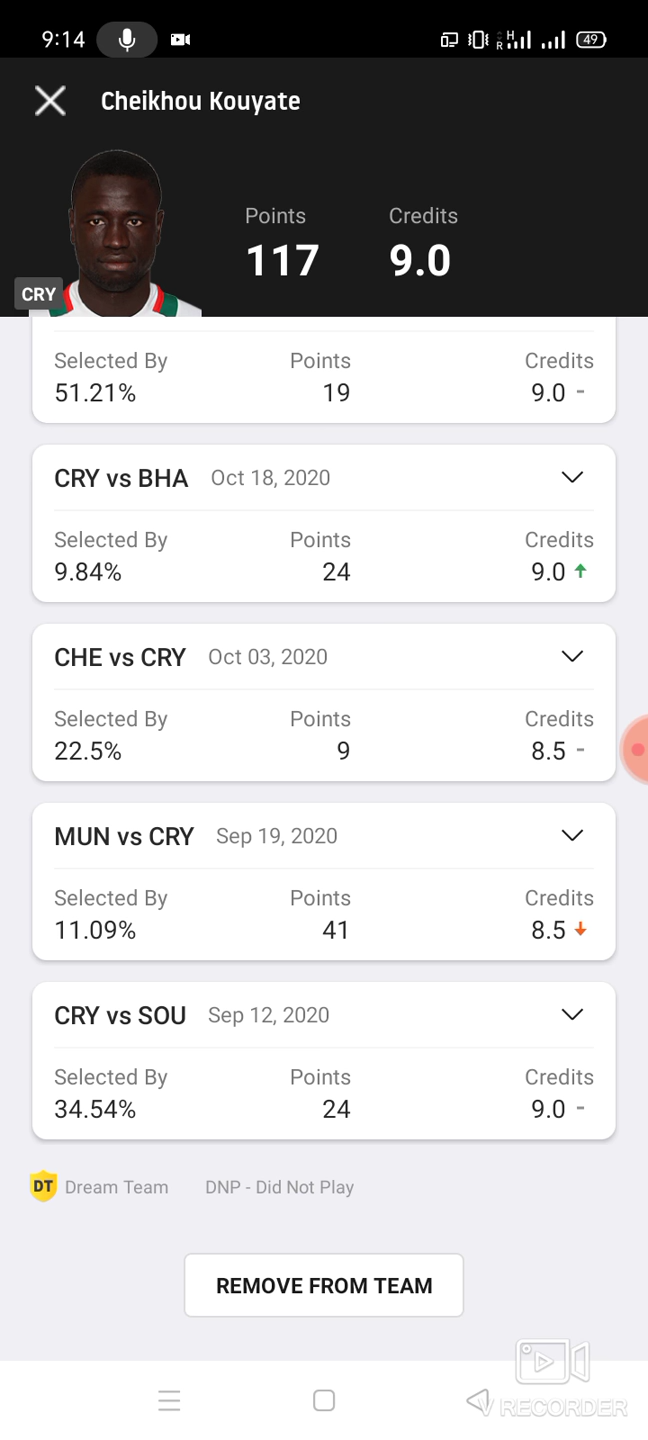 9:14
R H 49
Cheikhou Kouyate
Points Credits
117 9.0
CRY
Selected By Points Credits
51.21% 19 9.0 -
CRY vs BHA Oct 18, 2020
Selected By Points Credits
9.84% 24 9.0
CHE vs CRY Oct 03, 2020
Selected By Points Credits
22.5% 9 8.5 -
MUN vs CRY Sep 19, 2020
Selected By Points Credits
11.09% 41 8.5
CRY vs SOU Sep 12, 2020
Selected By Points Credits
34.54% 24 9.0 -
DT Dream Team DNP - Did Not Play
REMOVE FROM TEAM
V RECORDER